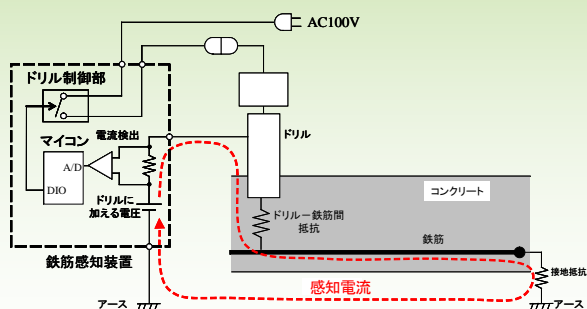 AC100V
ドリル制御部
マイコン
電流検出
A/D
DIO
ドリルに
加える電圧
鉄筋感知装置
アース
ドリル
コンクリート
ドリルー鉄筋間
抵抗
鉄筋
感知電流
接地抵抗
アース